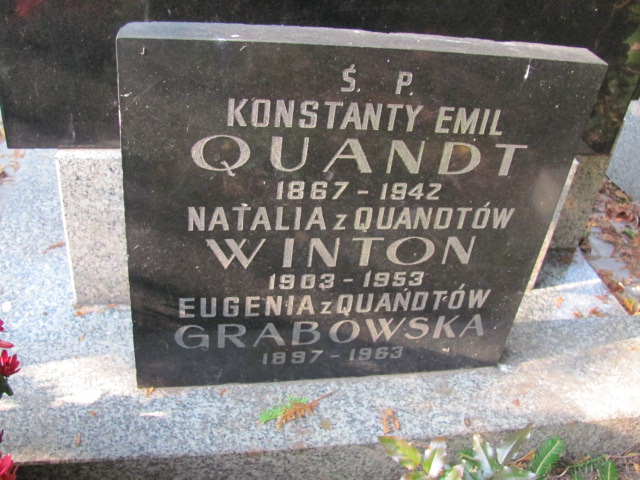 Ś. P.
KONSTANTY EMIL
QUANDT
1867 - 1942
NATALIA z QUANDTÓW
WINTON
1903 - 1953
EUGENIA z QUANDTÓW
GRABOWSKA
1897 - 1963